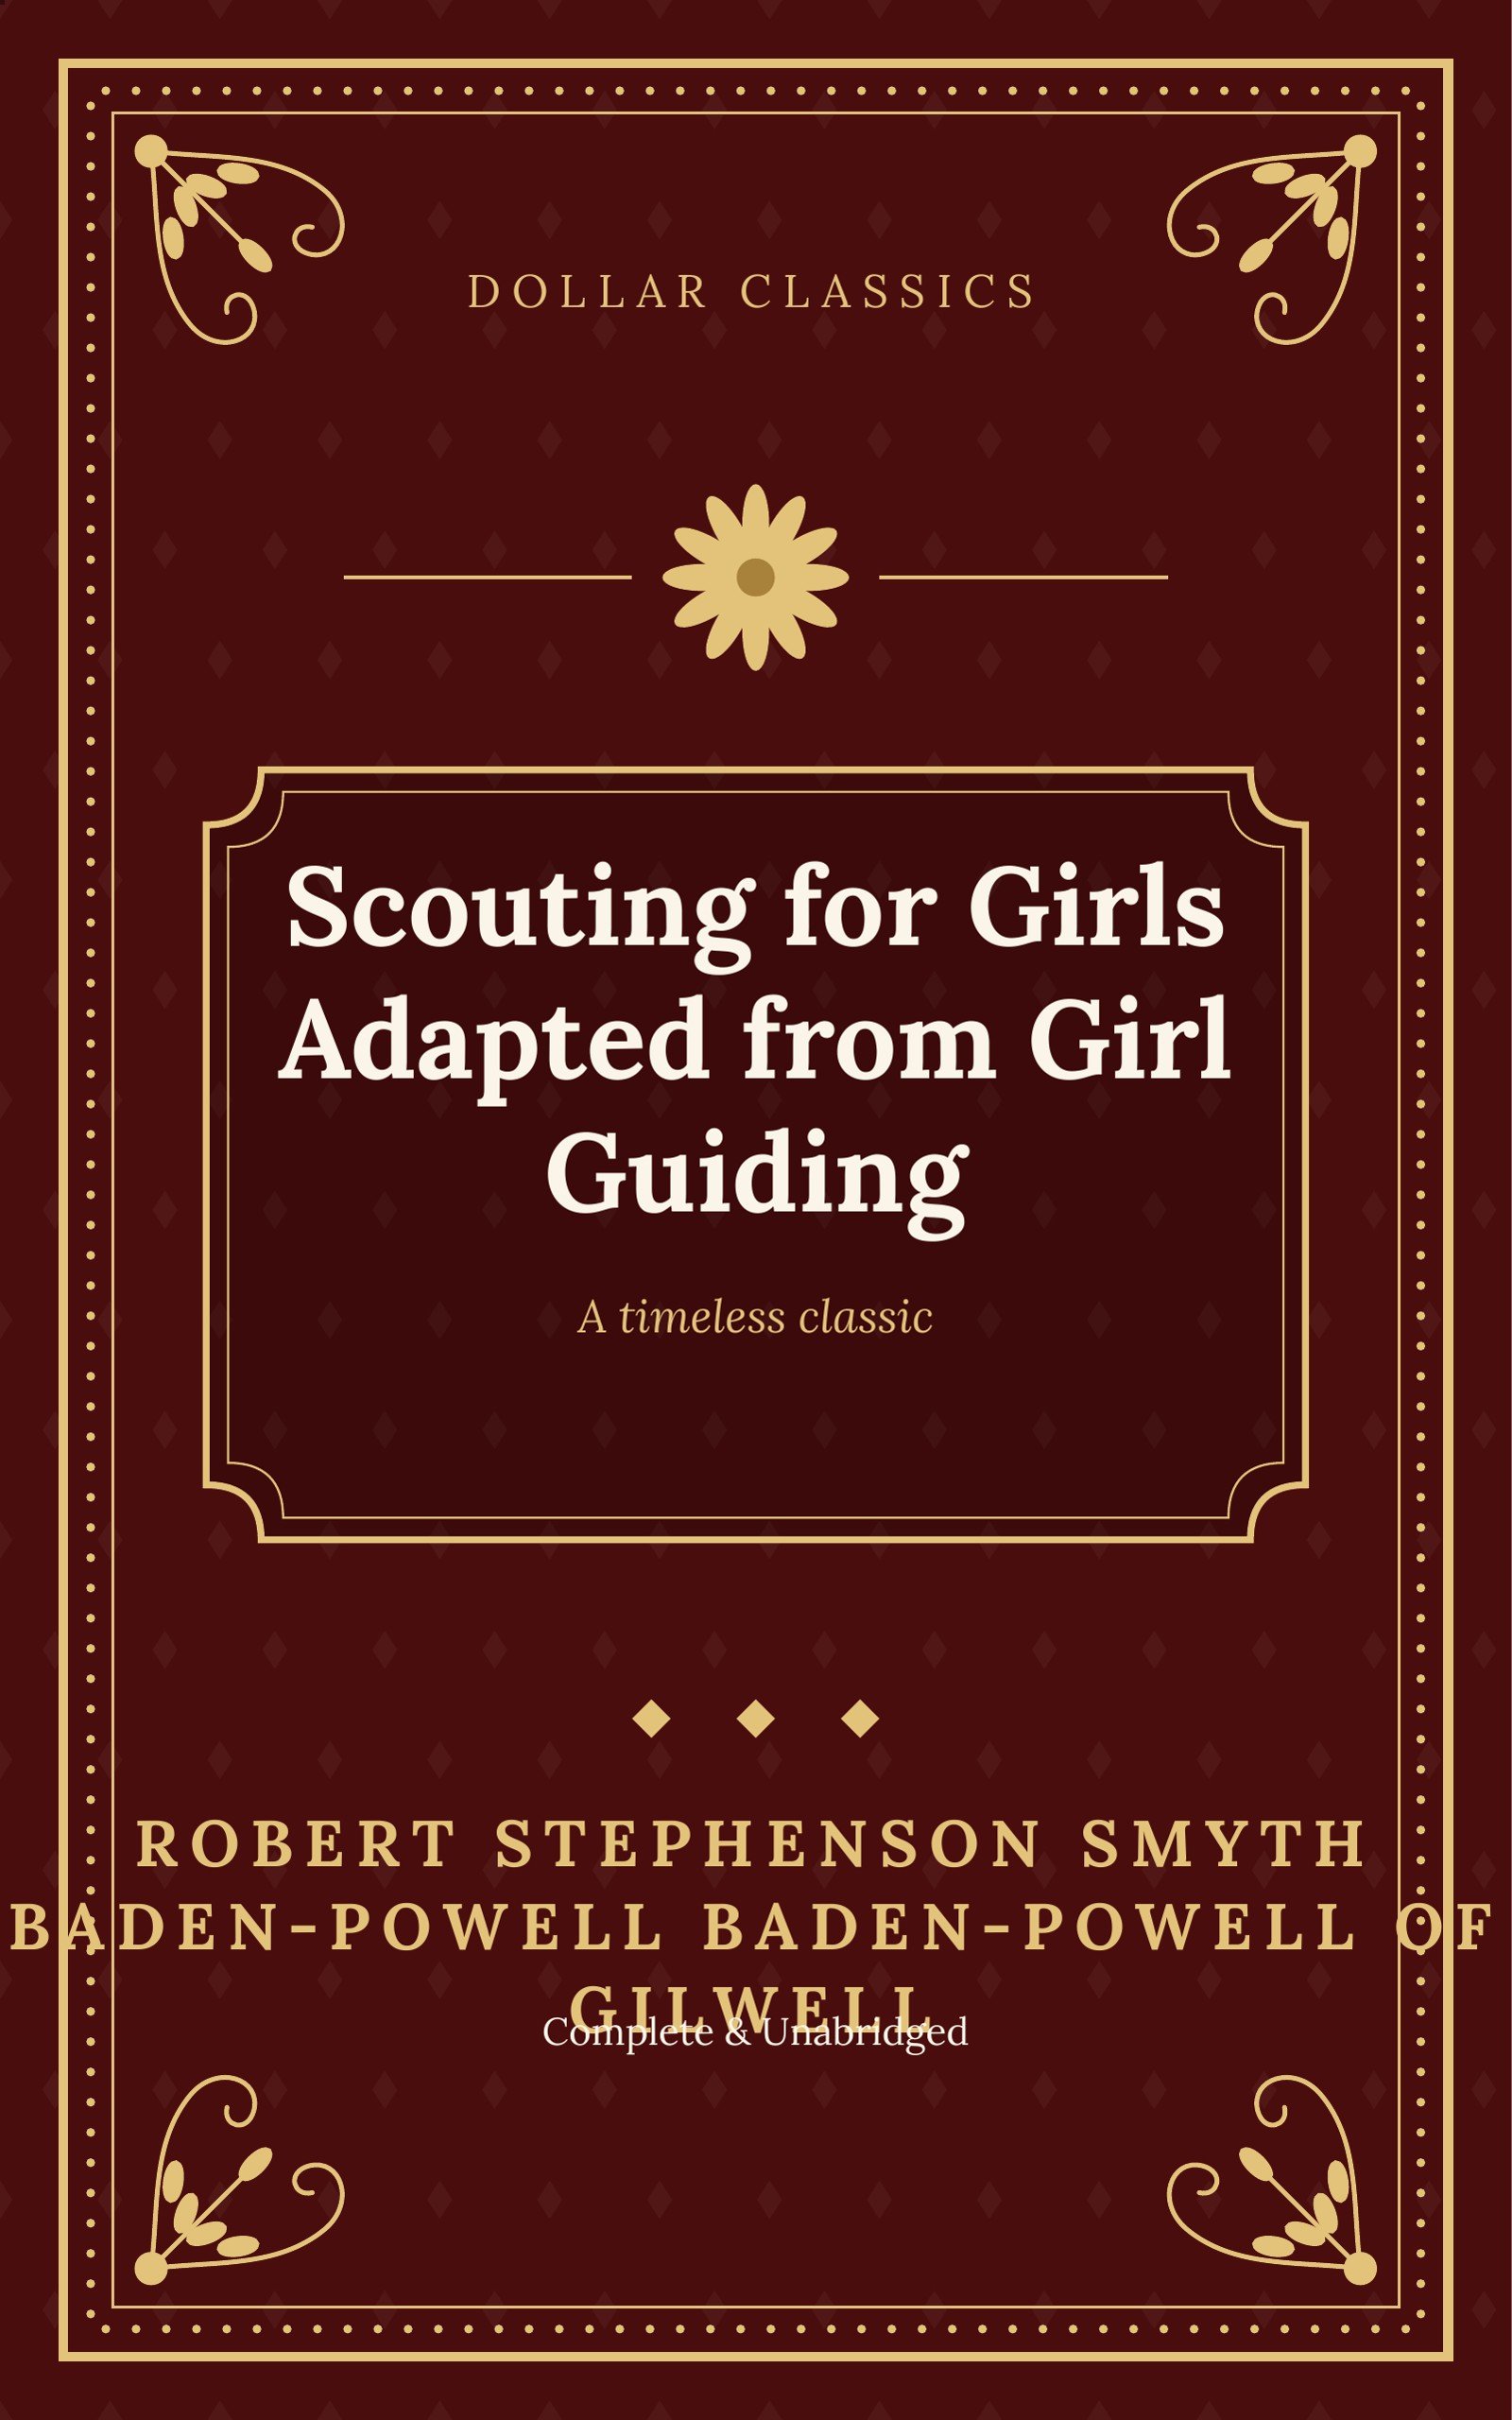 DOLLAR CLASSICS
Scouting for Girls
Adapted from Girl
Guiding
A timeless classic
ROBERT STEPHENSON SMYTH
BADEN-POWELL BADEN-POWELL OF
GILWELL
Complete & Unabridged